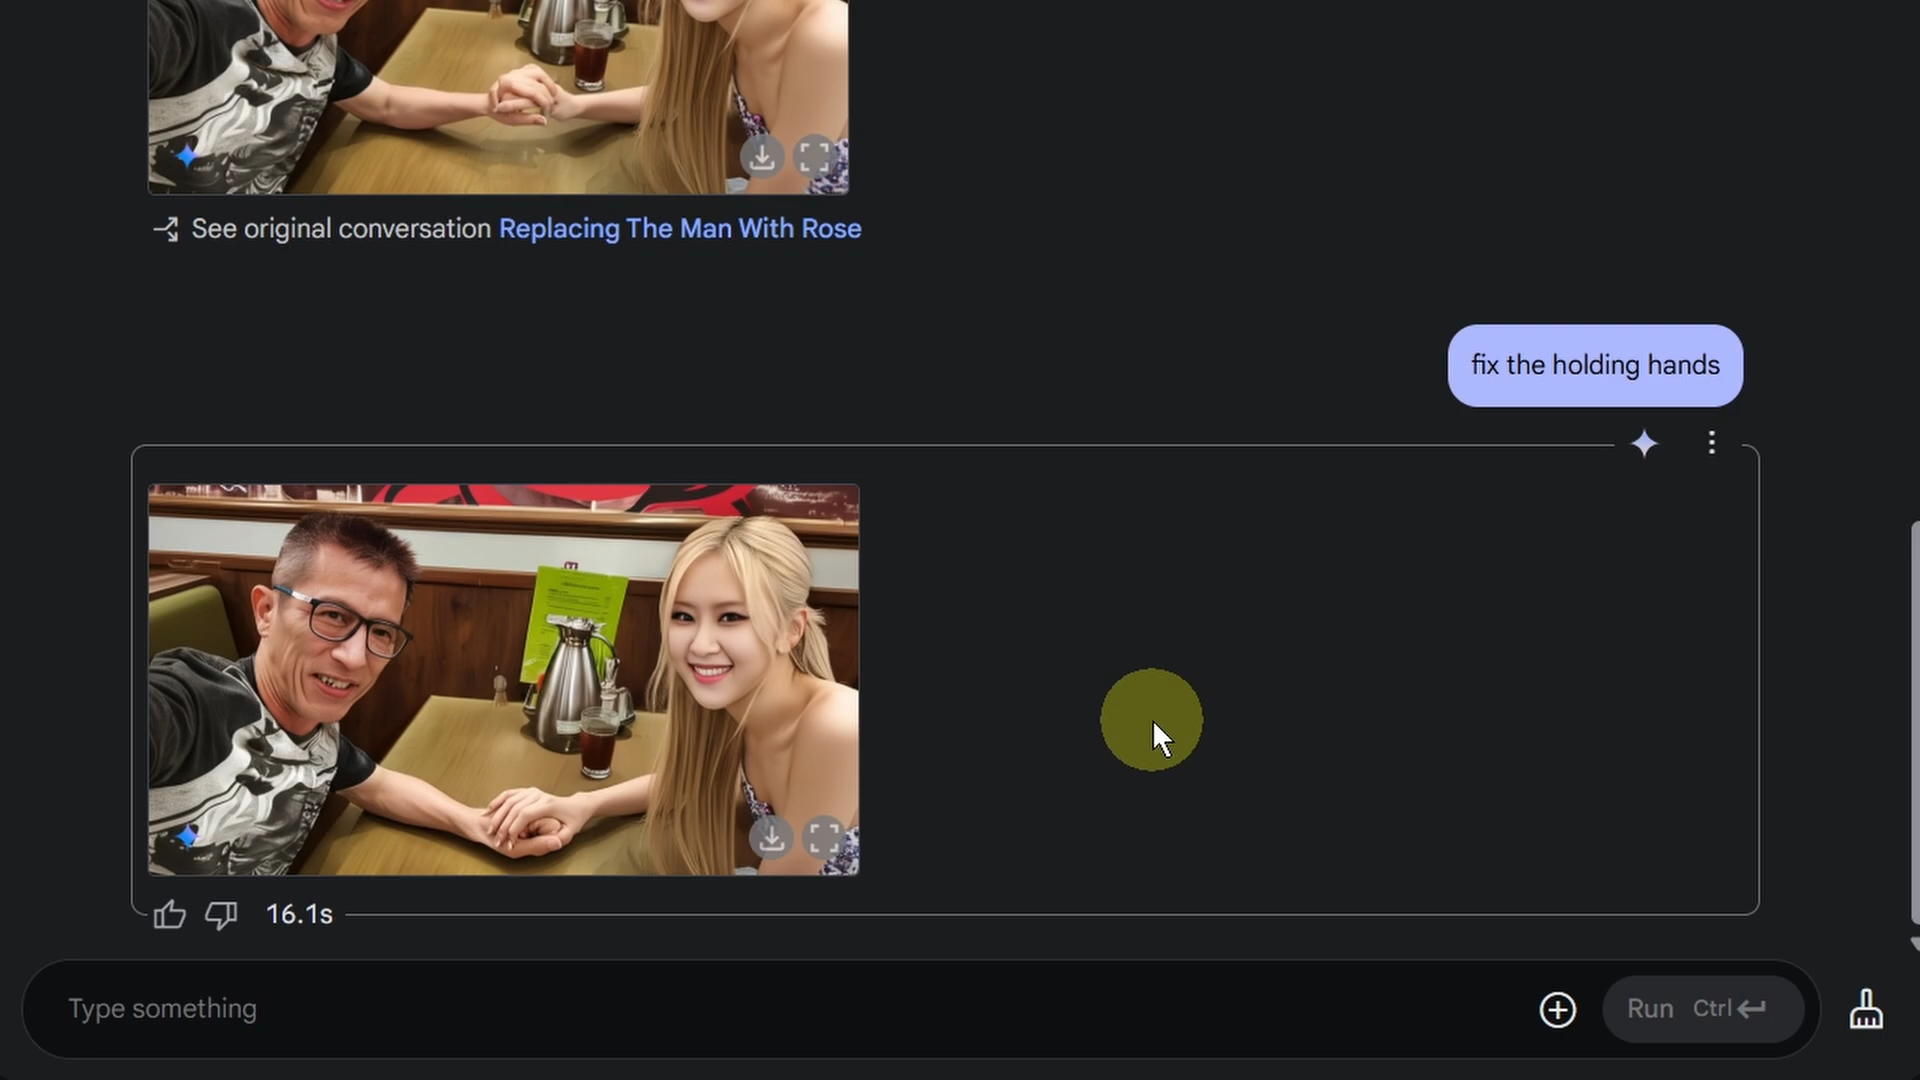 See original conversation Replacing The Man With Rose
fix the holding hands
16.1s
Type something
Run Ctrl